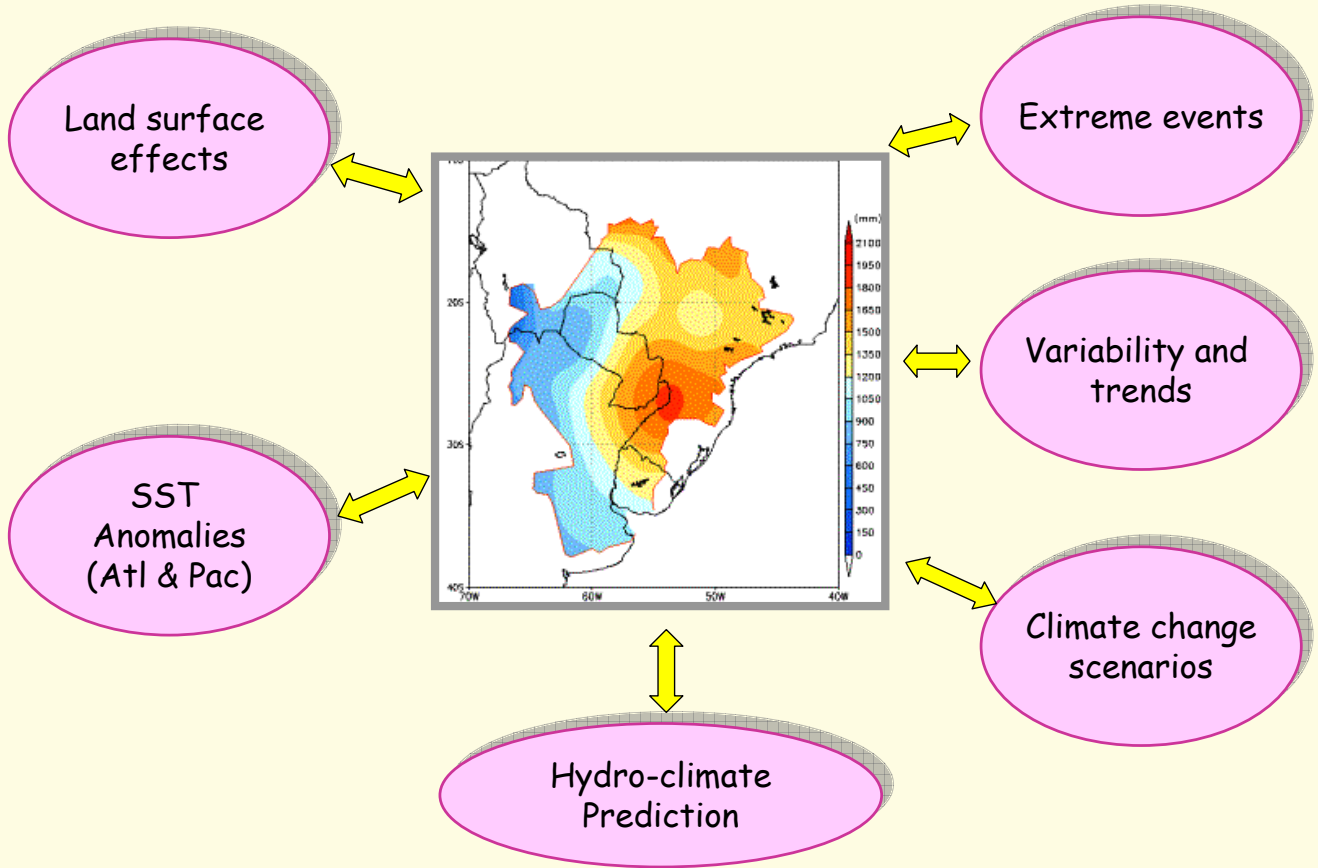 Land surface
effects
Extreme events
SST
Anomalies
(Atl & Pac)
Variability and
trends
Climate change
scenarios
Hydro-climate
Prediction
(mm)
2100
1950
1800
1500
1350
1200
1050
900
750
600
450
300
150
0
20S
30S
40S
70W
60W
50W
40W